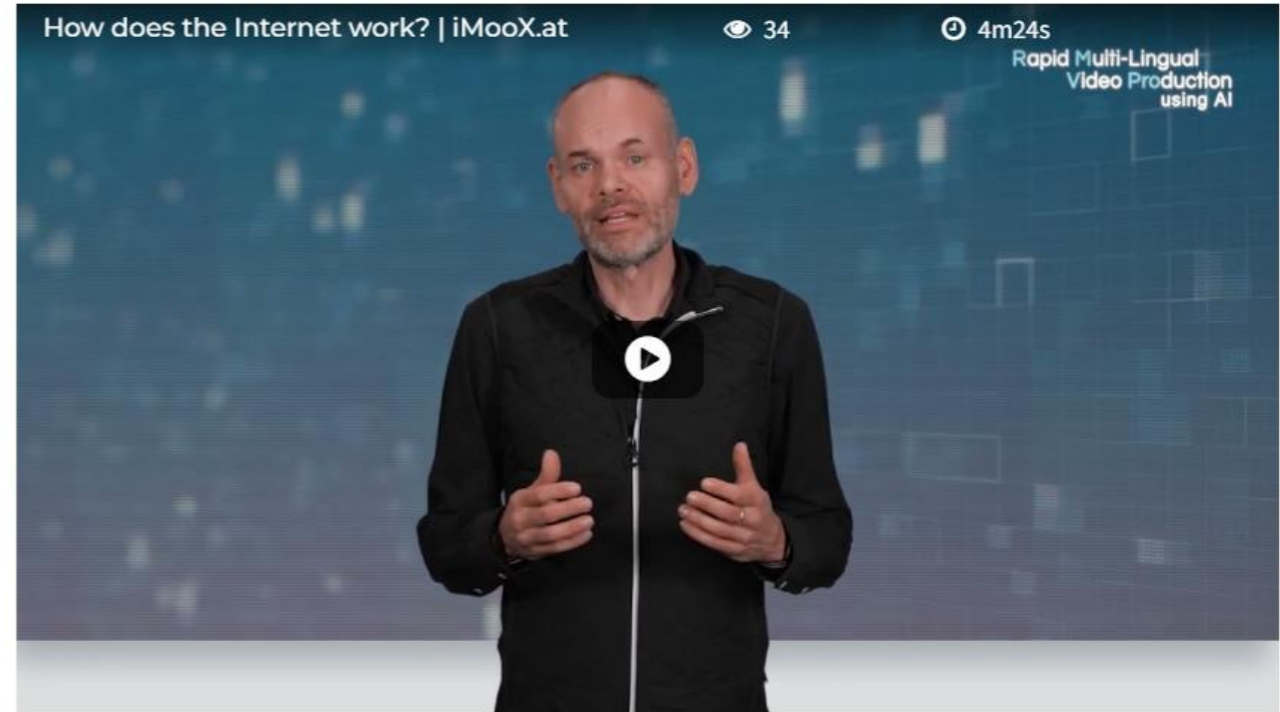 How does the Internet work? | iMooX.at
34
4m24s
Rapid Multi-Lingual
Video Production
using AI